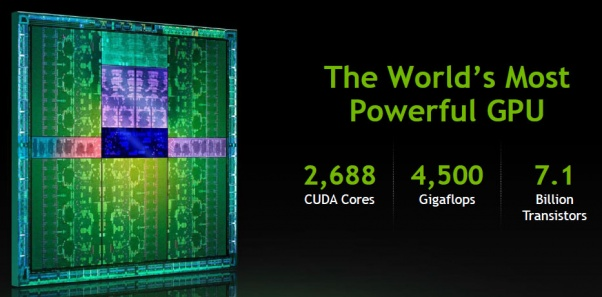 The World's Most
Powerful GPU
2,688
CUDA Cores
4,500
Gigaflops
7.1
Billion
Transistors